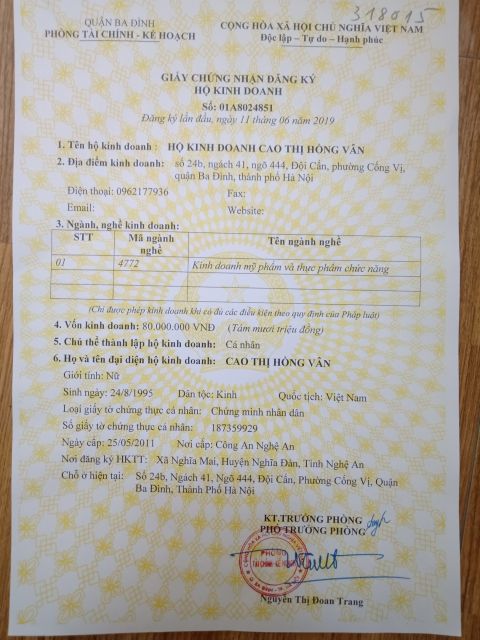 318015
QUẬN BA ĐÌNH
PHÒNG TÀI CHÍNH - KẾ HOẠCH
CỘNG HÒA XÃ HỘI CHỦ NGHĨA VIỆT NAM
Độc lập – Tự do – Hạnh phúc
GIẤY CHỨNG NHẬN ĐĂNG KÝ
HỘ KINH DOANH
Số: 01A8024851
Đăng ký lần đầu, ngày 11 tháng 06 năm 2019
1. Tên hộ kinh doanh : HỘ KINH DOANH CAO THỊ HỒNG VÂN
2. Địa điểm kinh doanh: số 24b, ngách 41, ngõ 444, Đội Cấn, phường Cống Vị,
quận Ba Đình, thành phố Hà Nội
Điện thoại: 0962177936 Fax:
Email: Website:
3. Ngành, nghề kinh doanh:
STT Mã ngành nghề Tên ngành nghề
01 4772 Kinh doanh mỹ phẩm và thực phẩm chức năng
(Chỉ được phép kinh doanh khi có đủ các điều kiện theo quy định của Pháp luật)
4. Vốn kinh doanh: 80.000.000 VNĐ (Tám mươi triệu đồng)
5. Chủ thể thành lập hộ kinh doanh: Cá nhân
6. Họ và tên đại diện hộ kinh doanh: CAO THỊ HỒNG VÂN
Giới tính: Nữ
Sinh ngày: 24/8/1995 Dân tộc: Kinh Quốc tịch: Việt Nam
Loại giấy tờ chứng thực cá nhân: Chứng minh nhân dân
Số giấy tờ chứng thực cá nhân: 187359929
Ngày cấp: 25/05/2011 Nơi cấp: Công An Nghệ An
Nơi đăng ký HKTT: Xã Nghĩa Mai, Huyện Nghĩa Đàn, Tỉnh Nghệ An
Chỗ ở hiện tại: Số 24b, Ngách 41, Ngõ 444, Đội Cấn, Phường Cống Vị, Quận
Ba Đình, Thành Phố Hà Nội
KT.TRƯỞNG PHÒNG
PHÓ TRƯỞNG PHÒNG
PHÒNG
TÀI CHÍNH - KẾ HOẠCH
Nguyễn Thị Đoan Trang